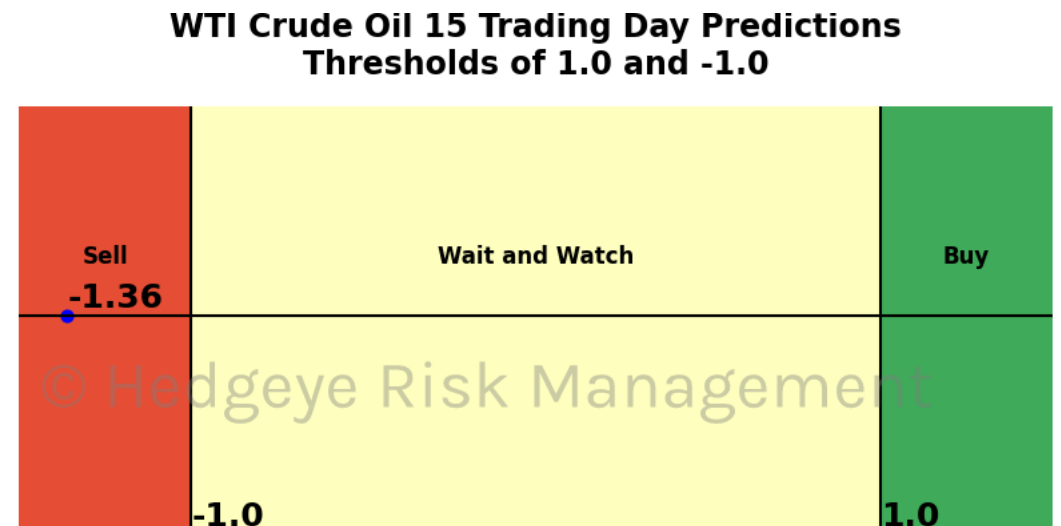 WTI Crude Oil 15 Trading Day Predictions
Thresholds of 1.0 and -1.0
Sell
Wait and Watch
Buy
-1.36
© Hedgeye Risk Management
-1.0
1.0